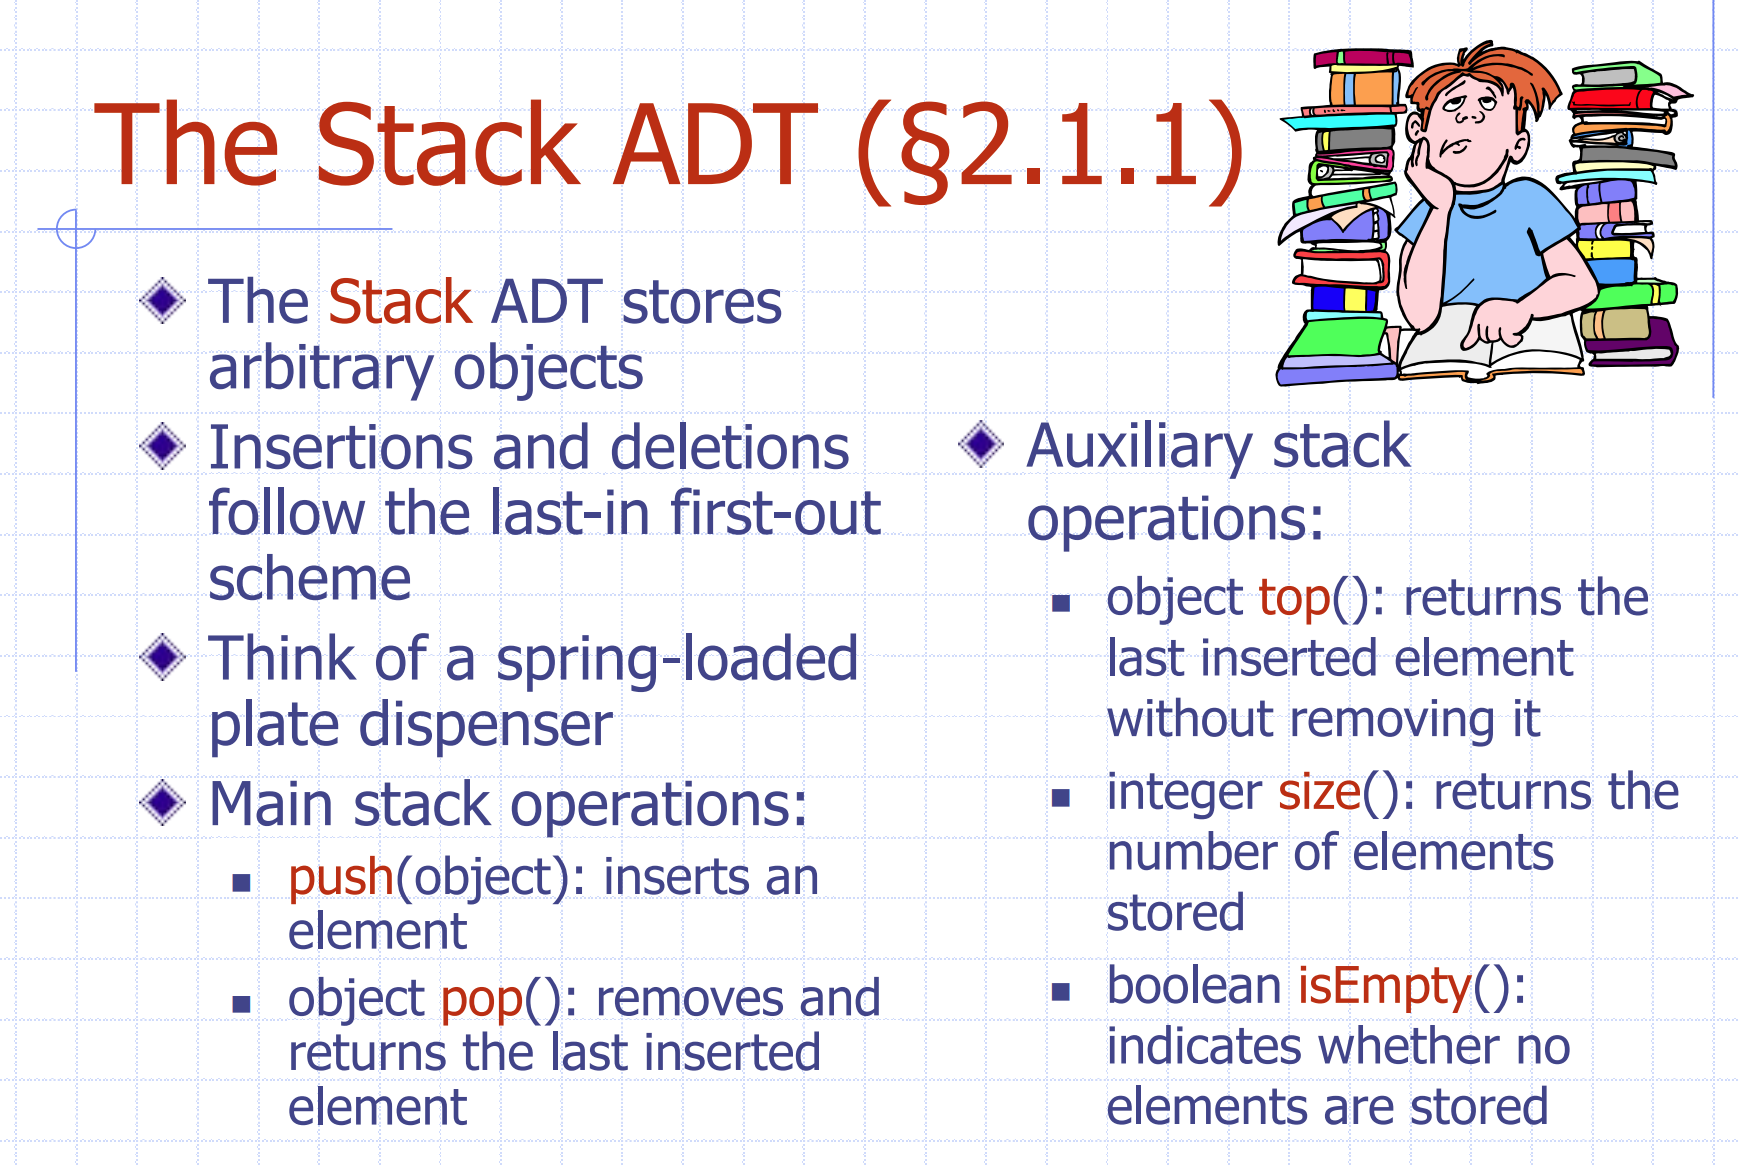 The Stack ADT (§2.1.1)
The Stack ADT stores
arbitrary objects
Insertions and deletions
follow the last-in first-out
scheme
Think of a spring-loaded
plate dispenser
Main stack operations:
push(object): inserts an
element
object pop(): removes and
returns the last inserted
element
Auxiliary stack
operations:
object top(): returns the
last inserted element
without removing it
integer size(): returns the
number of elements
stored
boolean isEmpty():
indicates whether no
elements are stored